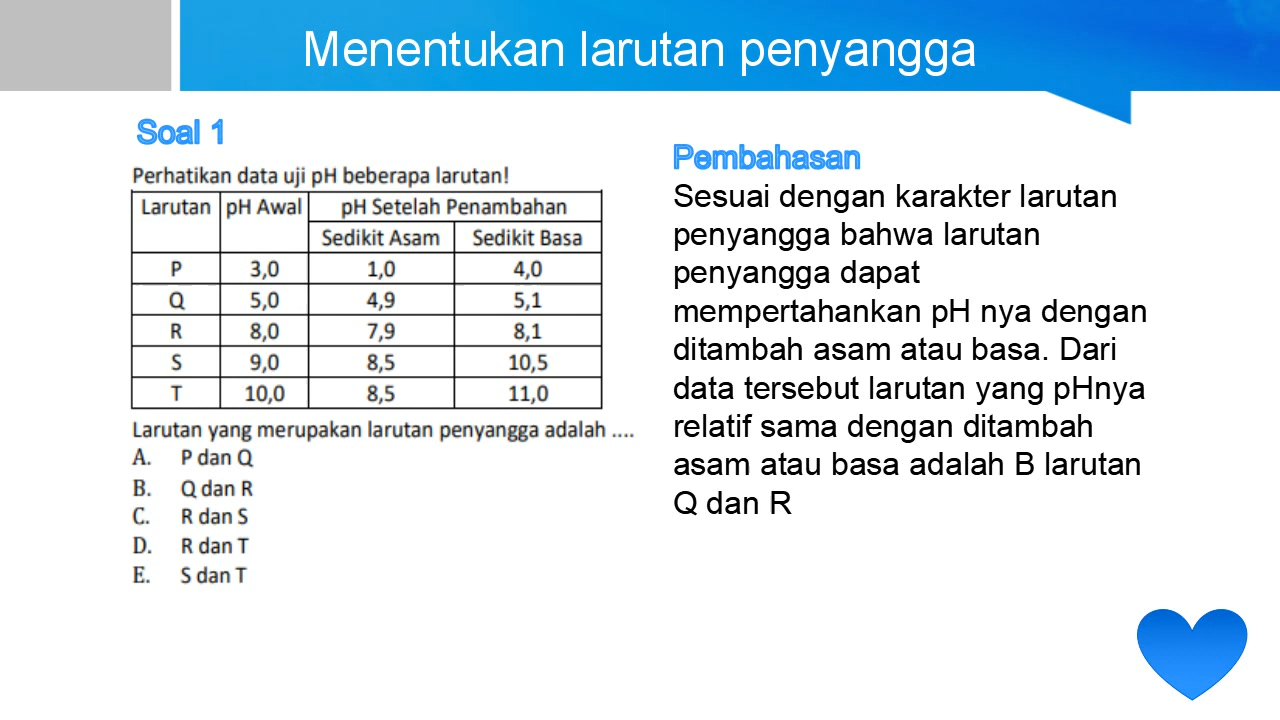 Menentukan larutan penyangga
Soal 1
Perhatikan data uji pH beberapa larutan!
Larutan pH Awal pH Setelah Penambahan
Sedikit Asam Sedikit Basa
P 3,0 1,0 4,0
Q 5,0 4,9 5,1
R 8,0 7,9 8,1
S 9,0 8,5 10,5
T 10,0 8,5 11,0
Larutan yang merupakan larutan penyangga adalah ....
A. P dan Q
B. Q dan R
C. R dan S
D. R dan T
E. S dan T
Pembahasan
Sesuai dengan karakter larutan
penyangga bahwa larutan
penyangga dapat
mempertahankan pH nya dengan
ditambah asam atau basa. Dari
data tersebut larutan yang pHnya
relatif sama dengan ditambah
asam atau basa adalah B larutan
Q dan R